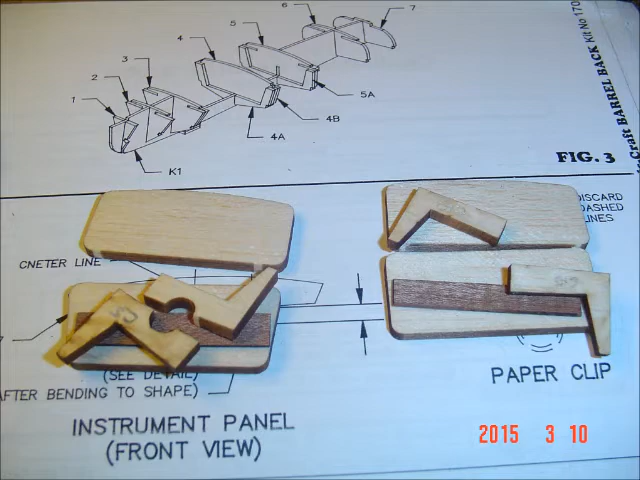 6
7
5
4
3
2
1
5A
4B
4A
K1
FIG. 3
Craft BARREL BACK Kit No 170
DISCARD
DASHED
LINES
CNETER LINE
7
(SEE DETAIL)
AFTER BENDING TO SHAPE)
PAPER CLIP
INSTRUMENT PANEL
(FRONT VIEW)
2015 3 10